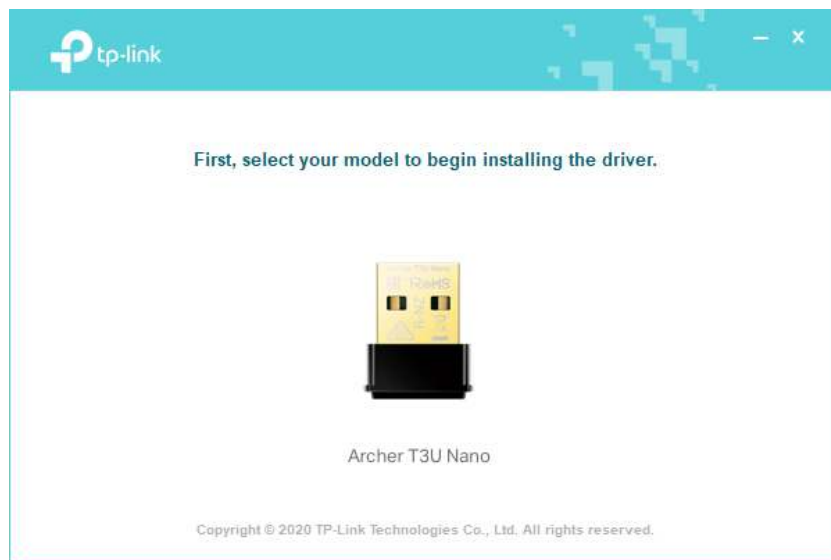 tp-link
First, select your model to begin installing the driver.
Archer T3U Nano
Copyright © 2020 TP-Link Technologies Co., Ltd. All rights reserved.